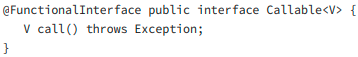 @FunctionalInterface public interface Callable<V> {
   V call() throws Exception;
}